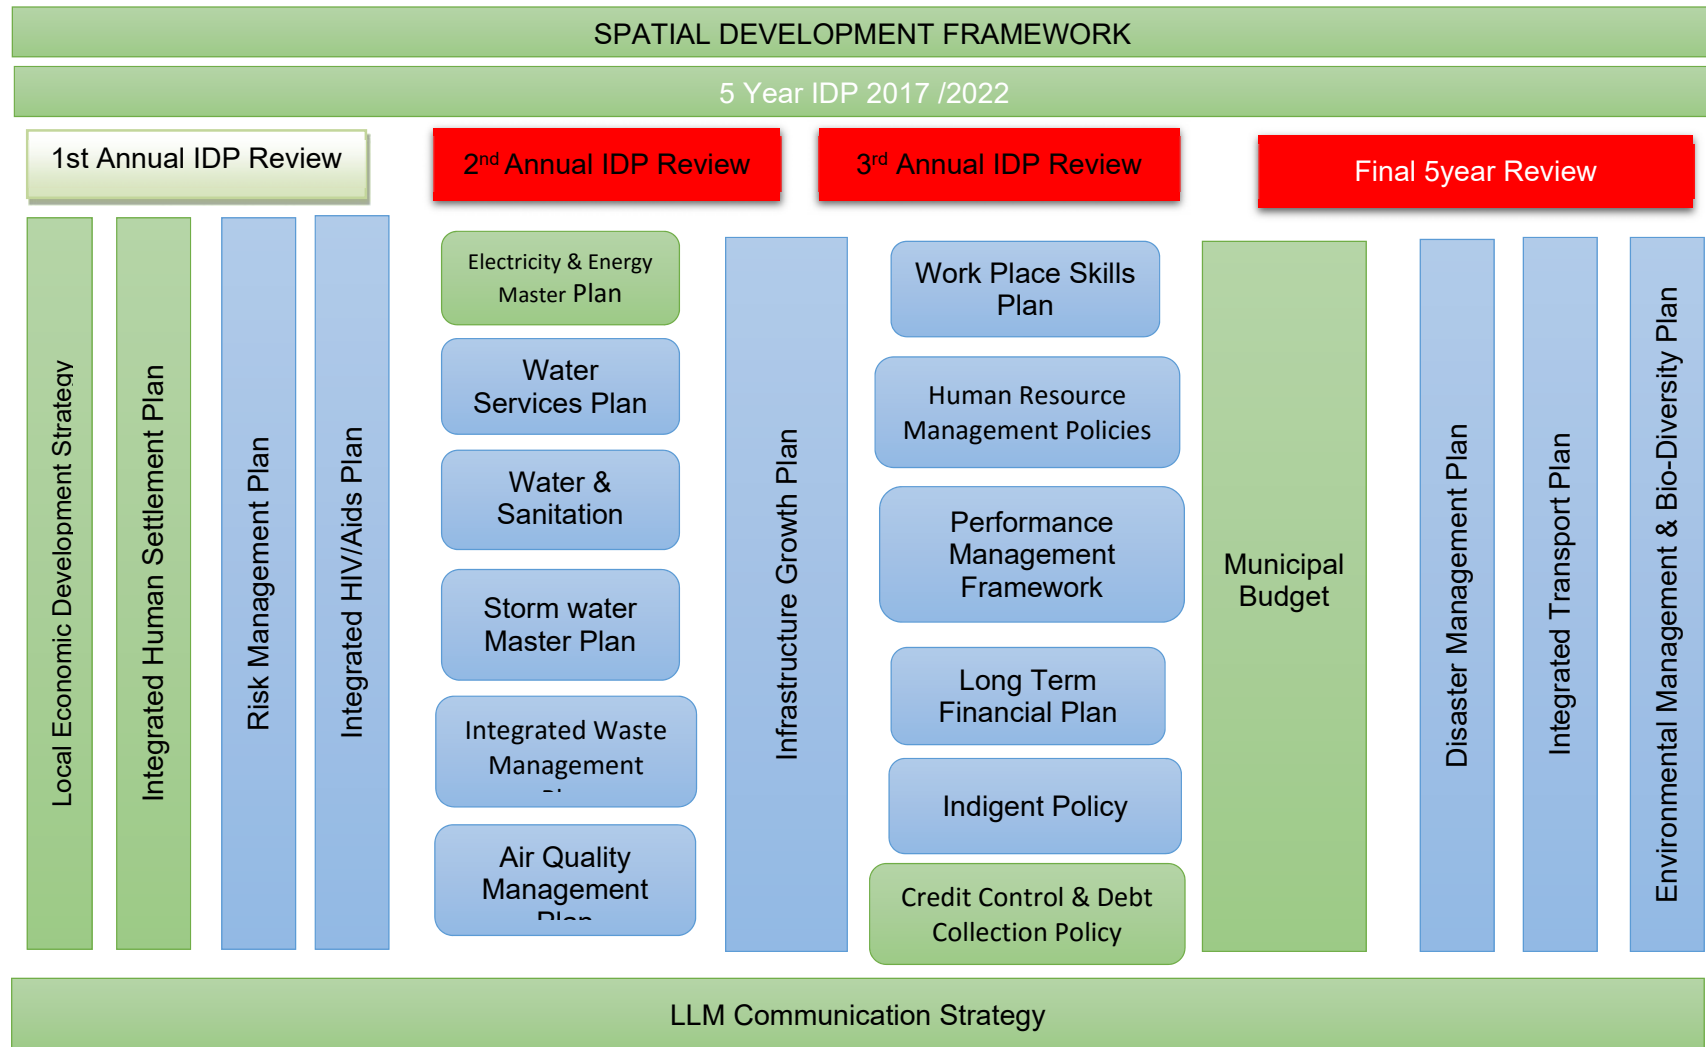 SPATIAL DEVELOPMENT FRAMEWORK
5 Year IDP 2017 /2022
1st Annual IDP Review
2nd Annual IDP Review
3rd Annual IDP Review
Final 5year Review
Local Economic Development Strategy
Integrated Human Settlement Plan
Risk Management Plan
Integrated HIV/Aids Plan
Electricity & Energy
Master Plan
Water
Services Plan
Water &
Sanitation
Storm water
Master Plan
Integrated Waste
Management
Air Quality
Management
Plan
Infrastructure Growth Plan
Work Place Skills
Plan
Human Resource
Management Policies
Performance
Management
Framework
Long Term
Financial Plan
Indigent Policy
Credit Control & Debt
Collection Policy
Municipal
Budget
Disaster Management Plan
Integrated Transport Plan
Environmental Management & Bio-Diversity Plan
LLM Communication Strategy